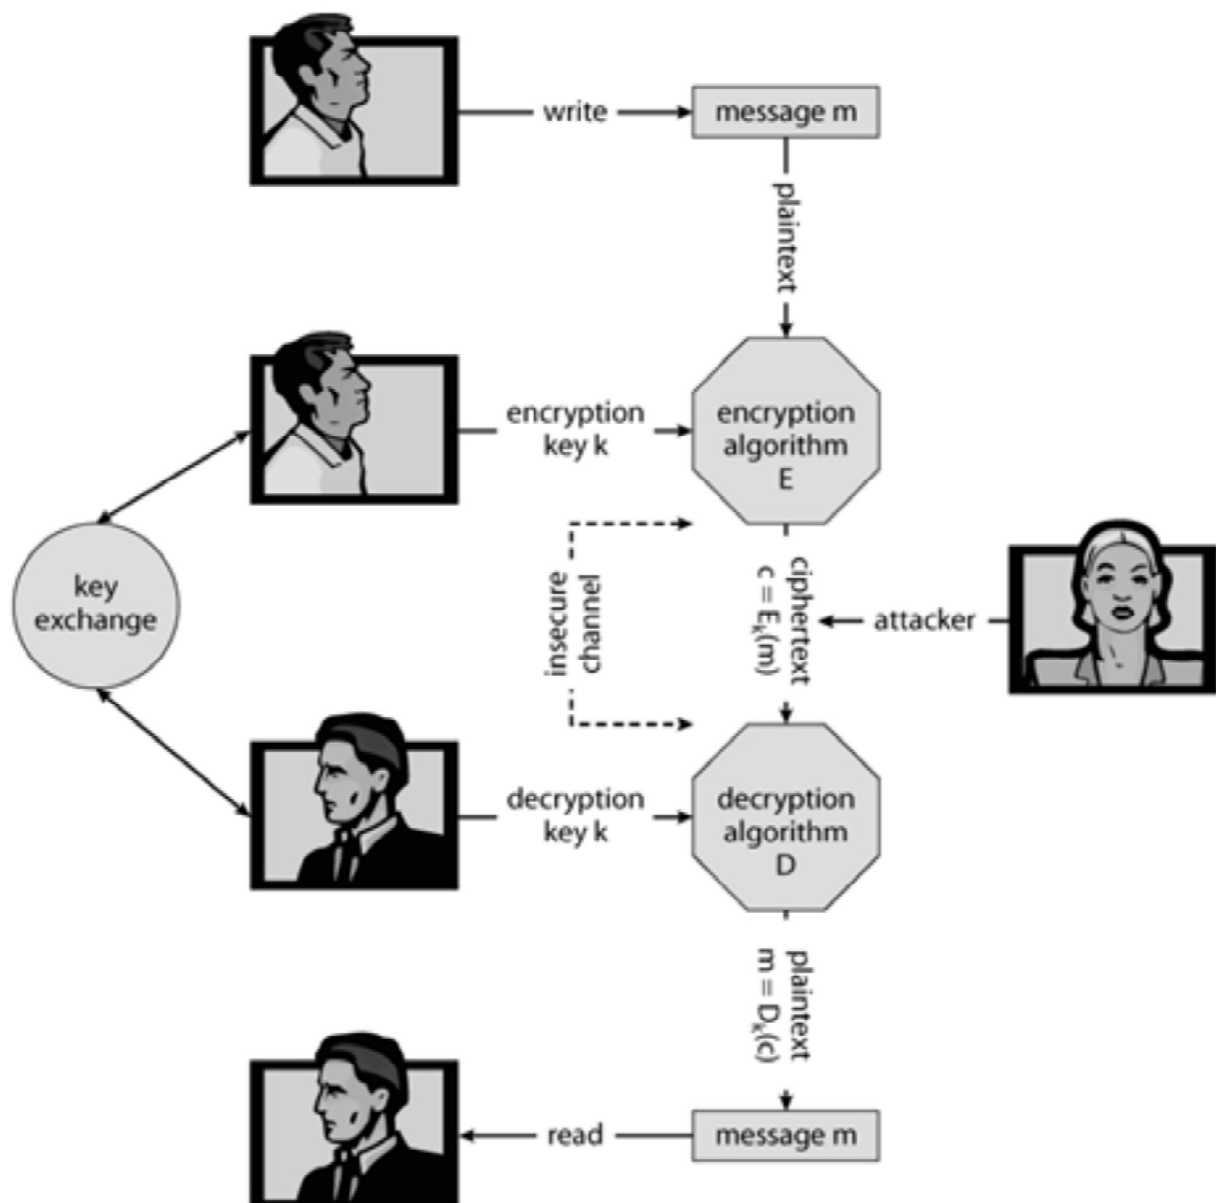 write
message m
plaintext
encryption
key k
encryption
algorithm
E
key
exchange
insecure
channel
ciphertext
c = Eₖ(m)
attacker
decryption
key k
decryption
algorithm
D
plaintext
m = Dₖ(c)
read
message m